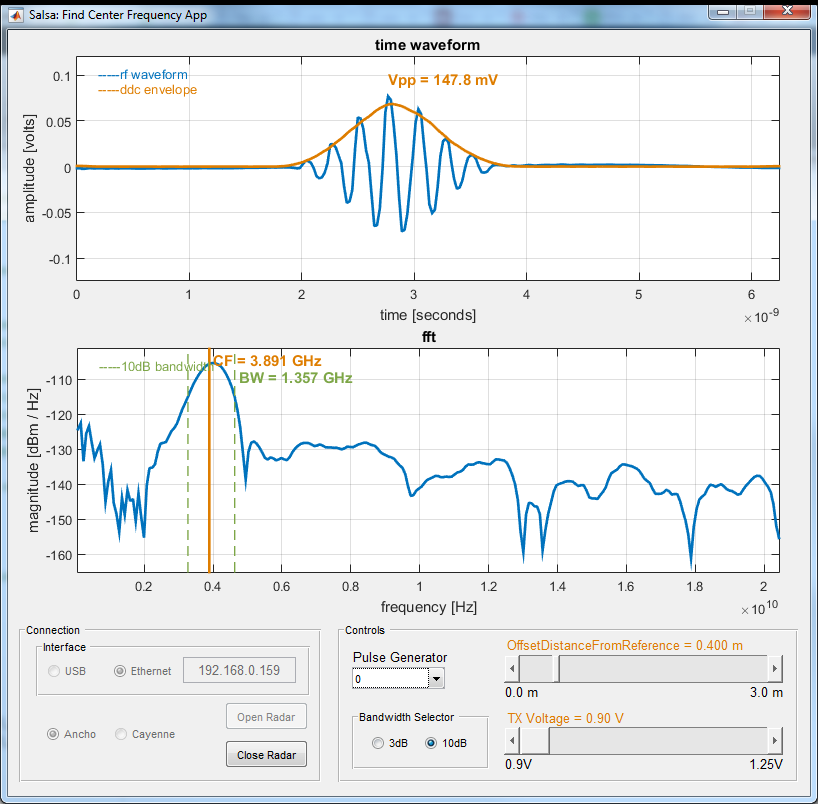 Salsa: Find Center Frequency App
time waveform
-----rf waveform
-----ddc envelope
Vpp = 147.8 mV
0.1
0.05
0
-0.05
-0.1
amplitude [volts]
0 1 2 3 4 5 6
time [seconds]
×10-9
fft
-----10dB bandwidth
CF = 3.891 GHz
BW = 1.357 GHz
-110
-120
-130
-140
-150
-160
magnitude [dBm / Hz]
0.2 0.4 0.6 0.8 1 1.2 1.4 1.6 1.8 2
frequency [Hz]
×10 10
Connection
Interface
USB Ethernet 192.168.0.159
Ancho Cayenne
Open Radar
Close Radar
Controls
Pulse Generator
0
Bandwidth Selector
3dB 10dB
OffsetDistanceFromReference = 0.400 m
0.0 m 3.0 m
TX Voltage = 0.90 V
0.9V 1.25V